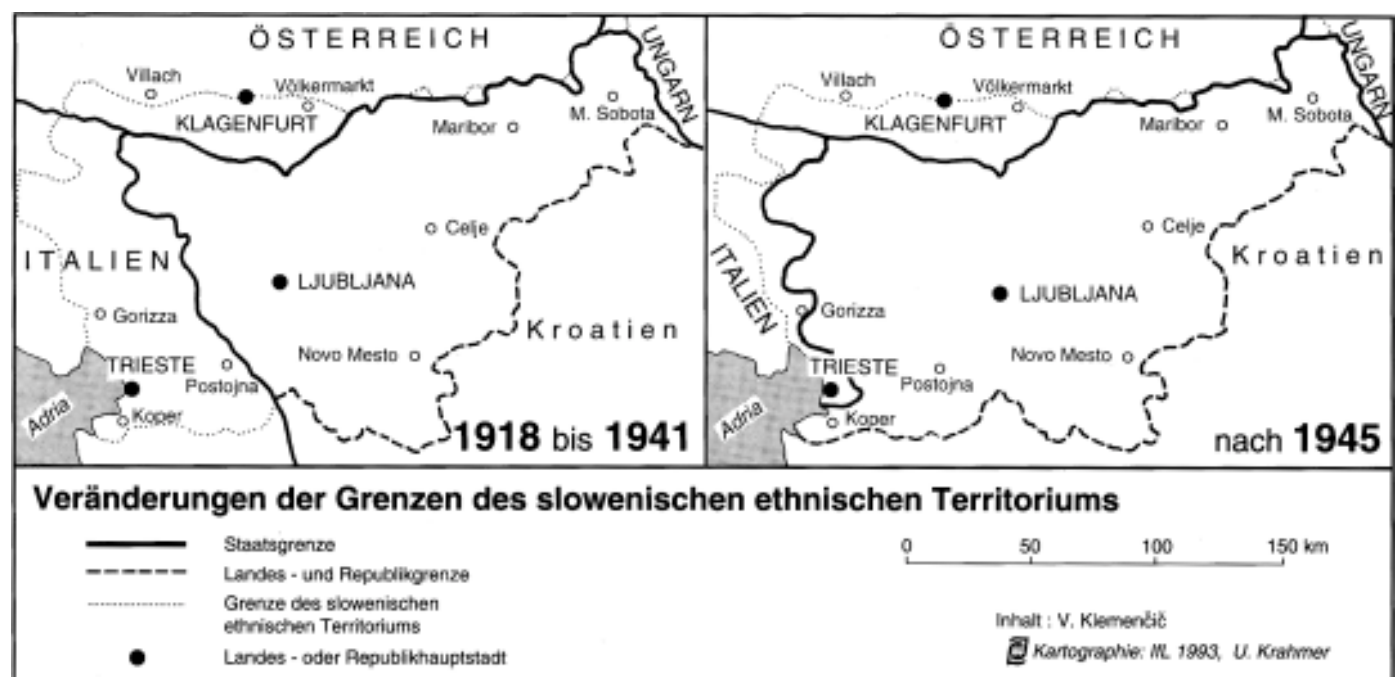 ÖSTERREICH
UNGARN
Villach
Völkermarkt
KLAGENFURT
Maribor
M. Sobota
Celje
ITALIEN
LJUBLJANA
Gorizza
Kroatien
Novo Mesto
TRIESTE
Postojna
Adria
Koper
1918 bis 1941
ÖSTERREICH
UNGARN
Villach
Völkermarkt
KLAGENFURT
Maribor
M. Sobota
Celje
ITALIEN
Kroatien
LJUBLJANA
Gorizza
Novo Mesto
TRIESTE
Postojna
Adria
Koper
nach 1945
Veränderungen der Grenzen des slowenischen ethnischen Territoriums
Staatsgrenze
Landes - und Republikgrenze
Grenze des slowenischen
ethnischen Territoriums
Landes - oder Republikhauptstadt
0 50 100 150 km
Inhalt : V. Klemenčič
Kartographie: IfL 1993, U. Krahmer